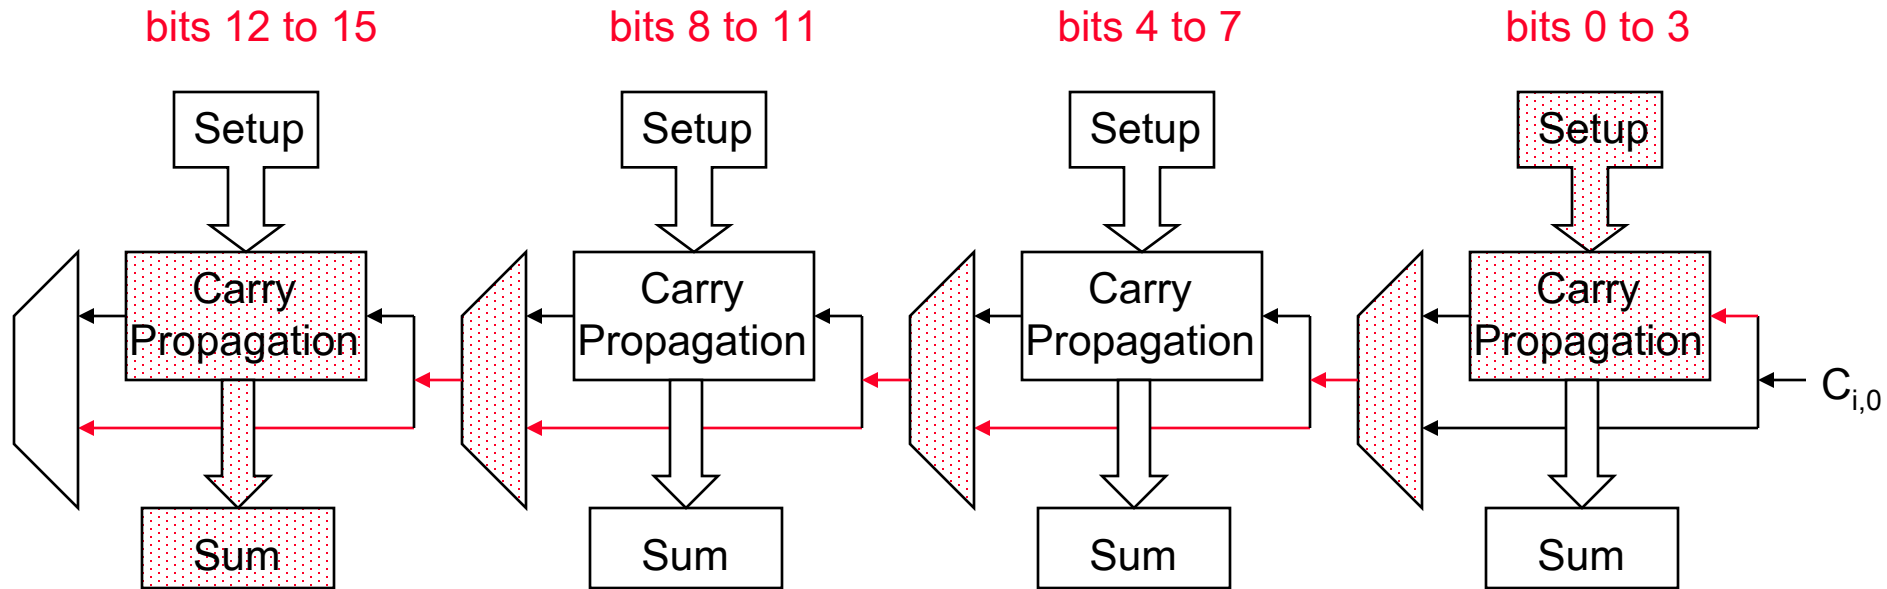 bits 12 to 15
bits 8 to 11
bits 4 to 7
bits 0 to 3
Setup
Setup
Setup
Setup
Carry
Propagation
Carry
Propagation
Carry
Propagation
Carry
Propagation
Ci,0
Sum
Sum
Sum
Sum